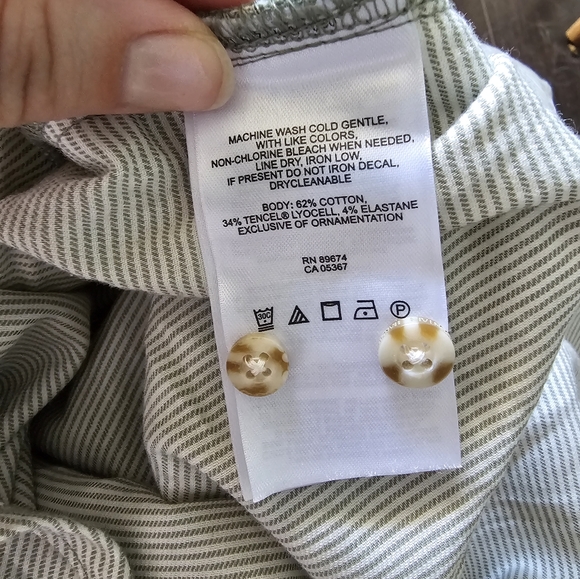 MACHINE WASH COLD GENTLE,
WITH LIKE COLORS,
NON-CHLORINE BLEACH WHEN NEEDED,
LINE DRY, IRON LOW,
IF PRESENT DO NOT IRON DECAL,
DRYCLEANABLE
BODY: 62% COTTON,
34% TENCEL® LYOCELL, 4% ELASTANE
EXCLUSIVE OF ORNAMENTATION
RN 89674
CA 05367
30C P